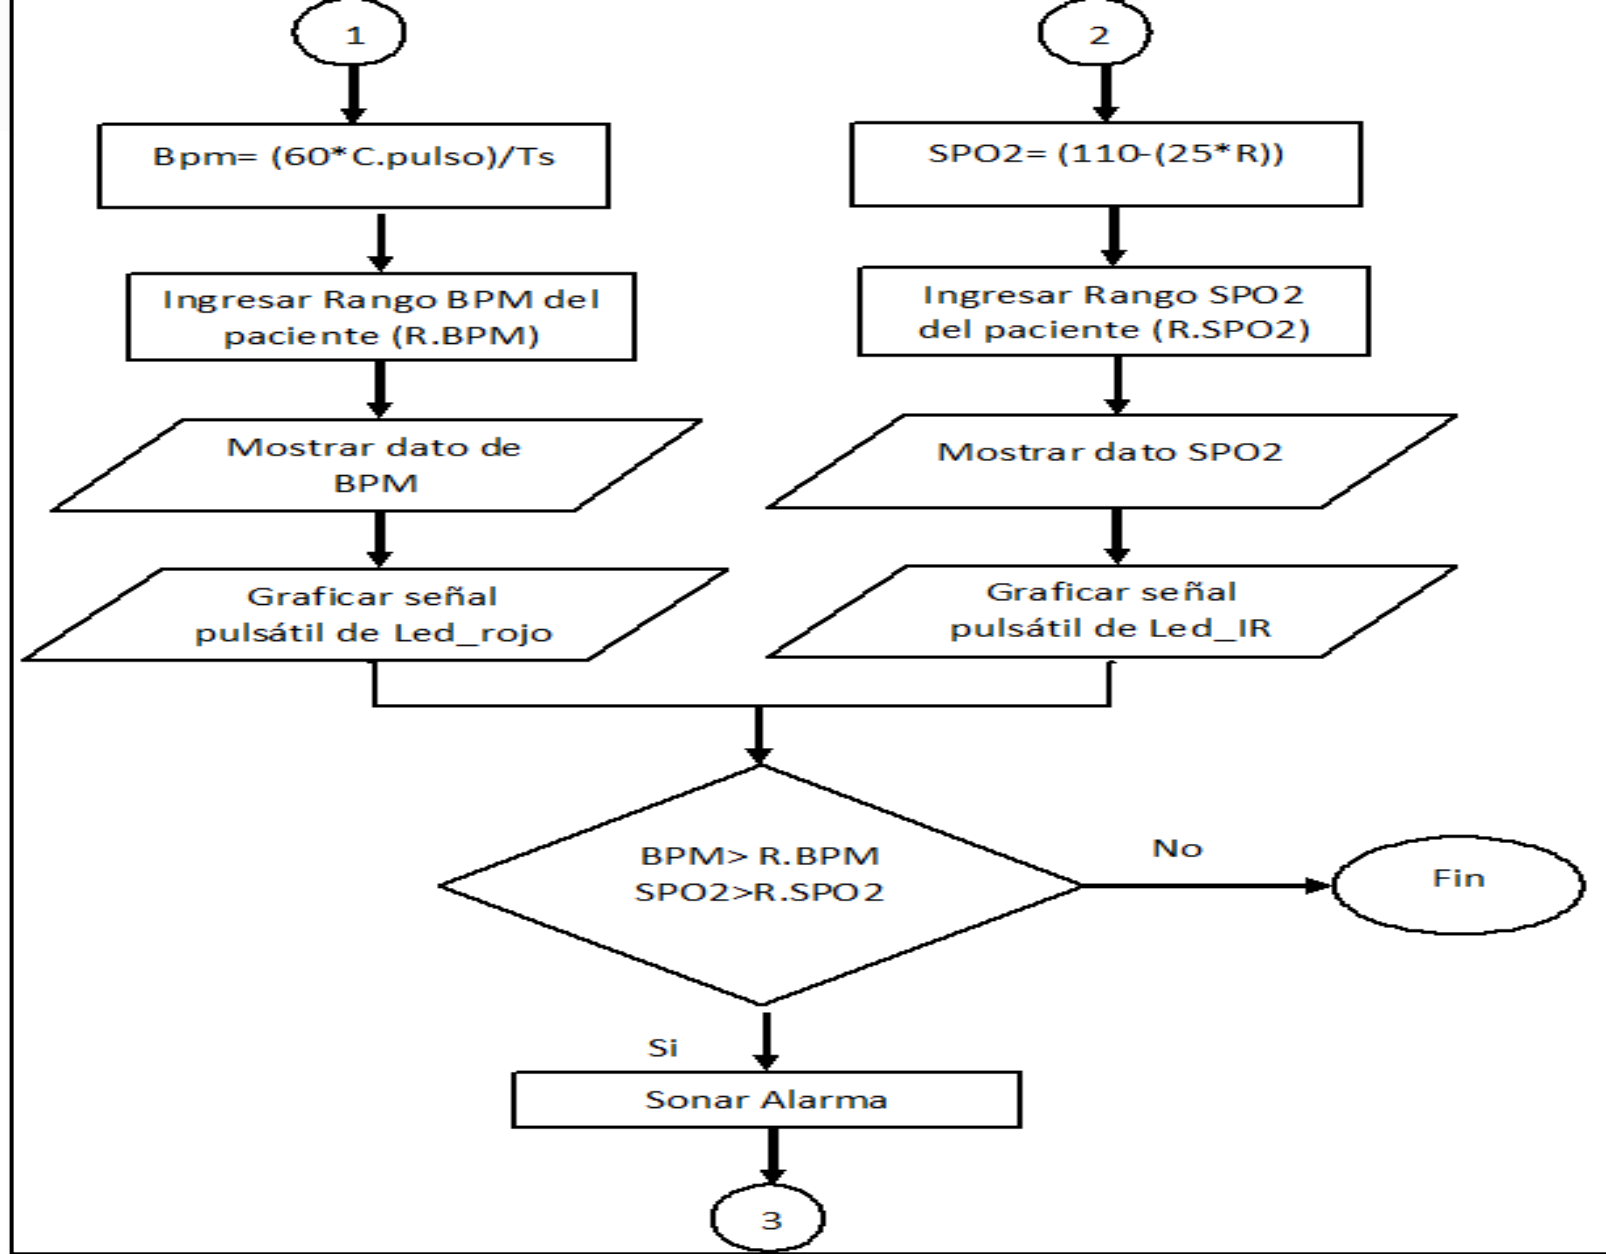 1
Bpm= (60*C.pulso)/Ts
Ingresar Rango BPM del
paciente (R.BPM)
Mostrar dato de
BPM
Graficar señal
pulsátil de Led_rojo
2
SPO2= (110-(25*R))
Ingresar Rango SPO2
del paciente (R.SPO2)
Mostrar dato SPO2
Graficar señal
pulsátil de Led_IR
BPM> R.BPM
SPO2>R.SPO2
No
Fin
Si
Sonar Alarma
3